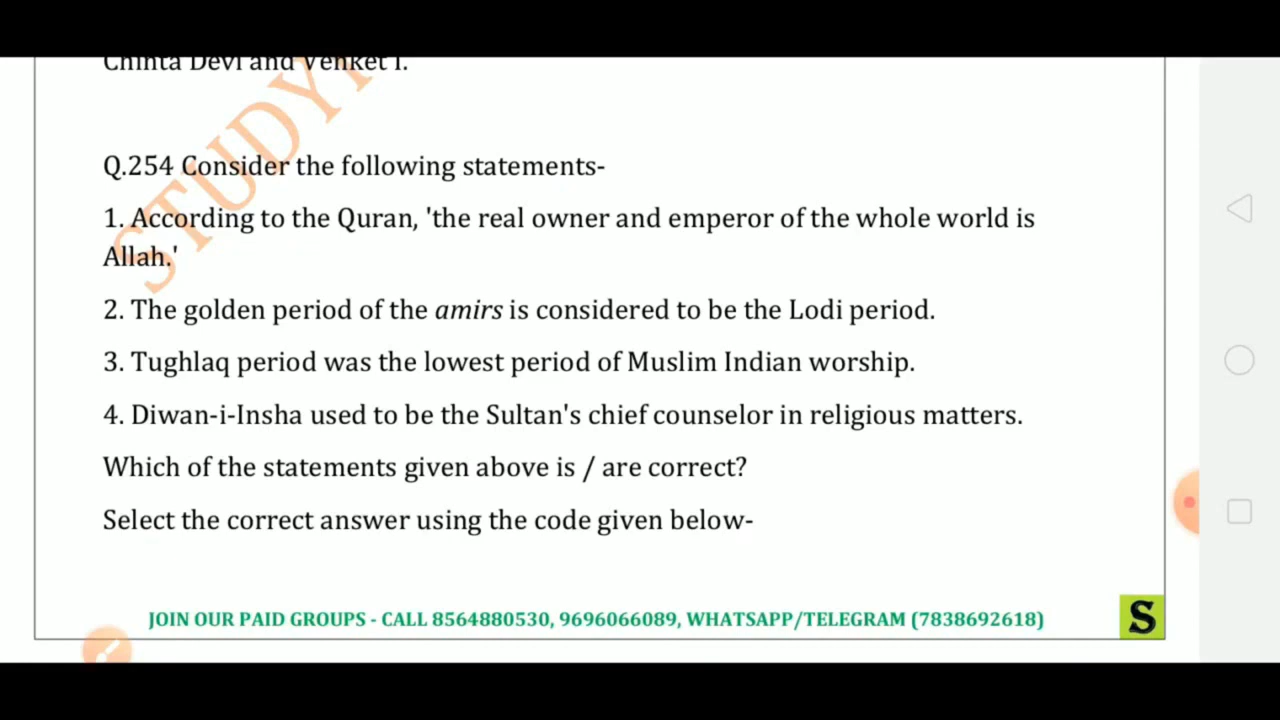 Chinta Devi and Venket I.
Q.254 Consider the following statements-
1. According to the Quran, 'the real owner and emperor of the whole world is
Allah.'
2. The golden period of the amirs is considered to be the Lodi period.
3. Tughlaq period was the lowest period of Muslim Indian worship.
4. Diwan-i-Insha used to be the Sultan's chief counselor in religious matters.
Which of the statements given above is / are correct?
Select the correct answer using the code given below-
JOIN OUR PAID GROUPS - CALL 8564880530, 9696066089, WHATSAPP/TELEGRAM (7838692618)
S
STUDY